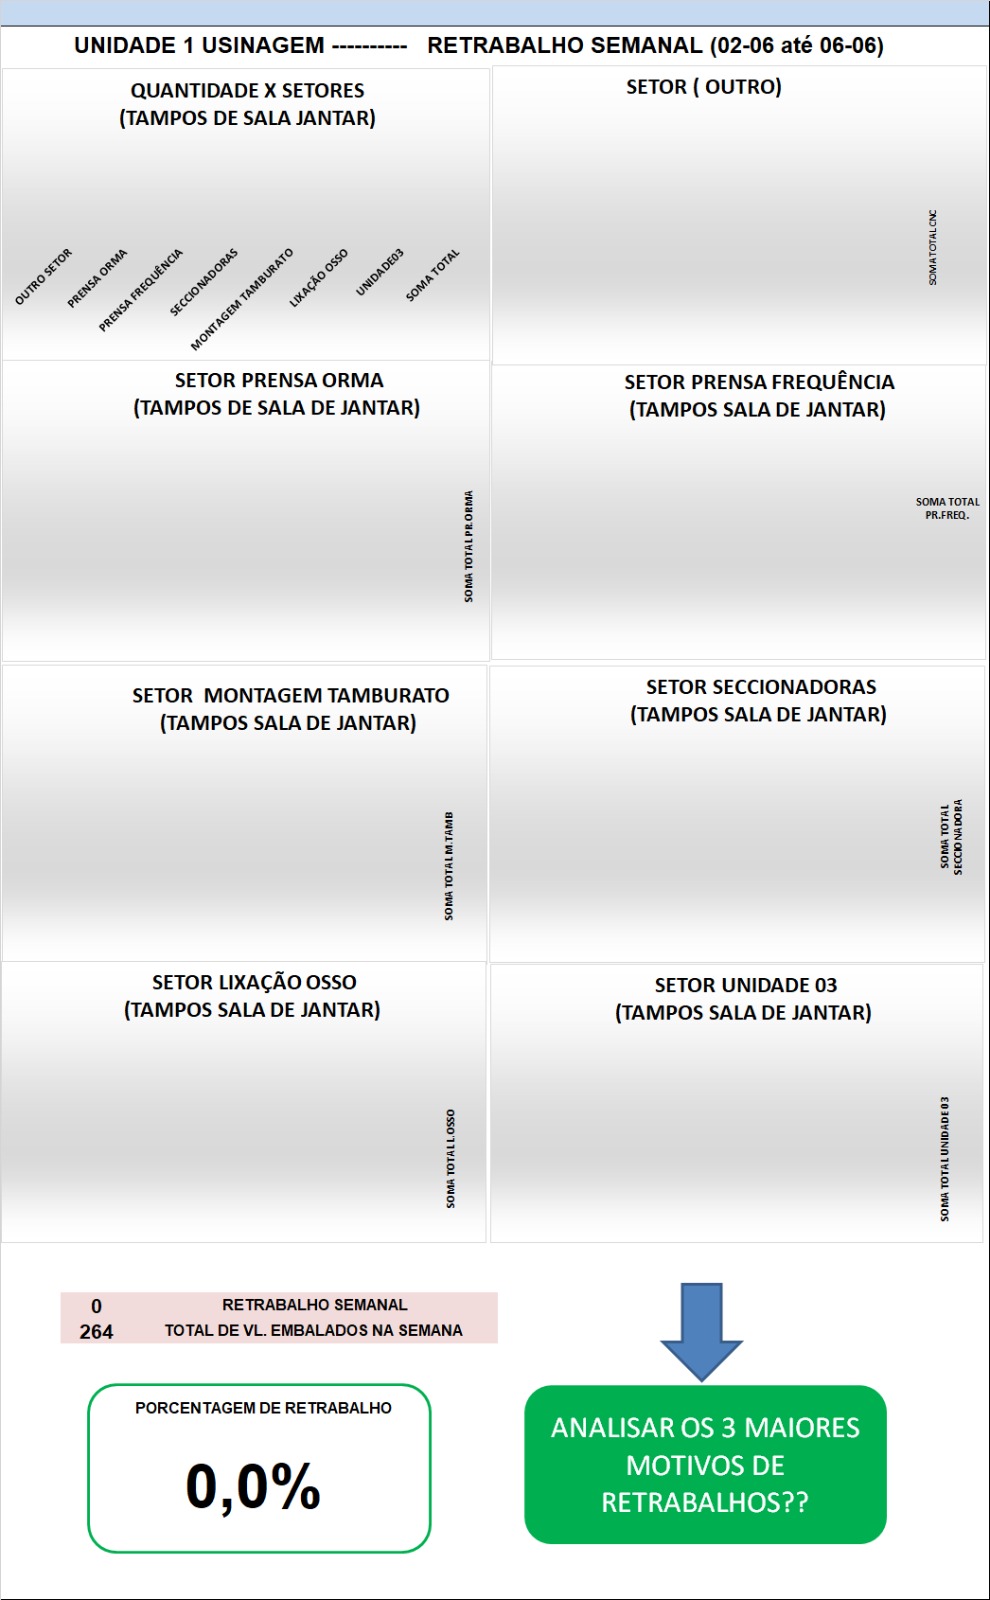 UNIDADE 1 USINAGEM ---------- RETRABALHO SEMANAL (02-06 até 06-06)
QUANTIDADE X SETORES
(TAMPOS DE SALA JANTAR)
OUTRO SETOR
PRENSA ORMA
PRENSA FREQUÊNCIA
SECCIONADORAS
MONTAGEM TAMBURATO
LIXAÇÃO OSSO
UNIDADE03
SOMA TOTAL
SETOR ( OUTRO)
SOMA TOTAL CNC
SETOR PRENSA ORMA
(TAMPOS DE SALA DE JANTAR)
SOMA TOTAL PR.ORMA
SETOR PRENSA FREQUÊNCIA
(TAMPOS SALA DE JANTAR)
SOMA TOTAL
PR.FREQ.
SETOR MONTAGEM TAMBURATO
(TAMPOS SALA DE JANTAR)
SOMA TOTAL M.TAMB
SETOR SECCIONADORAS
(TAMPOS SALA DE JANTAR)
SOMA TOTAL
SECCIONADORA
SETOR LIXAÇÃO OSSO
(TAMPOS SALA DE JANTAR)
SOMA TOTAL L.OSSO
SETOR UNIDADE 03
(TAMPOS SALA DE JANTAR)
SOMA TOTAL UNIDADE 03
0 RETRABALHO SEMANAL
264 TOTAL DE VL. EMBALADOS NA SEMANA
PORCENTAGEM DE RETRABALHO
0,0%
ANALISAR OS 3 MAIORES
MOTIVOS DE
RETRABALHOS??